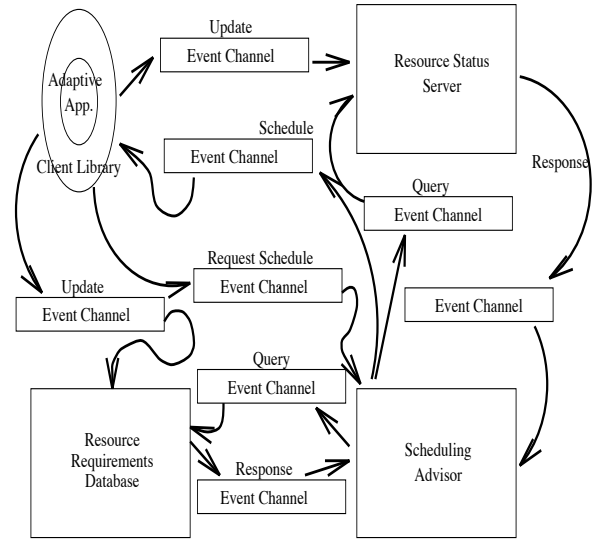 Update
Event Channel
Resource Status
Server
Adaptive
App.
Schedule
Event Channel
Client Library
Response
Query
Event Channel
Request Schedule
Event Channel
Update
Event Channel
Event Channel
Query
Event Channel
Resource
Requirements
Database
Scheduling
Advisor
Response
Event Channel